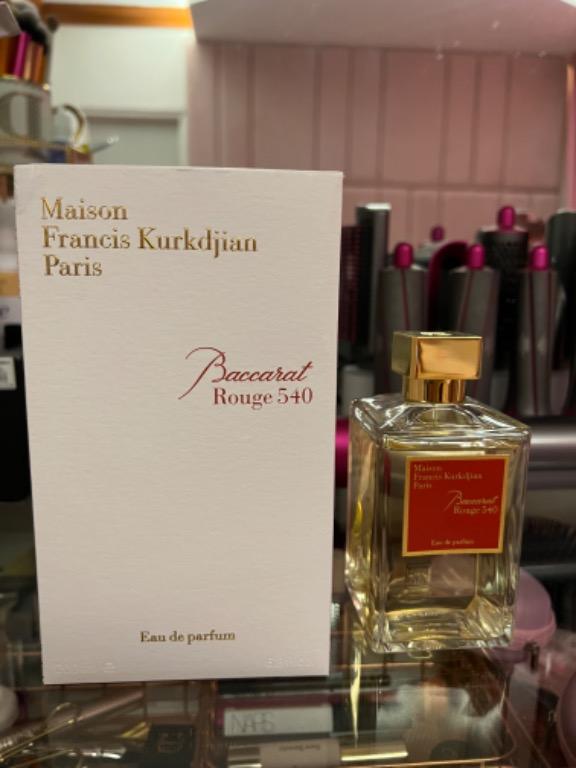 Maison
Francis Kurkdjian
Paris
Baccarat
Rouge 540
Eau de parfum
Maison
Francis Kurkdjian
Paris
Baccarat
Rouge 540
Eau de parfum
NARS